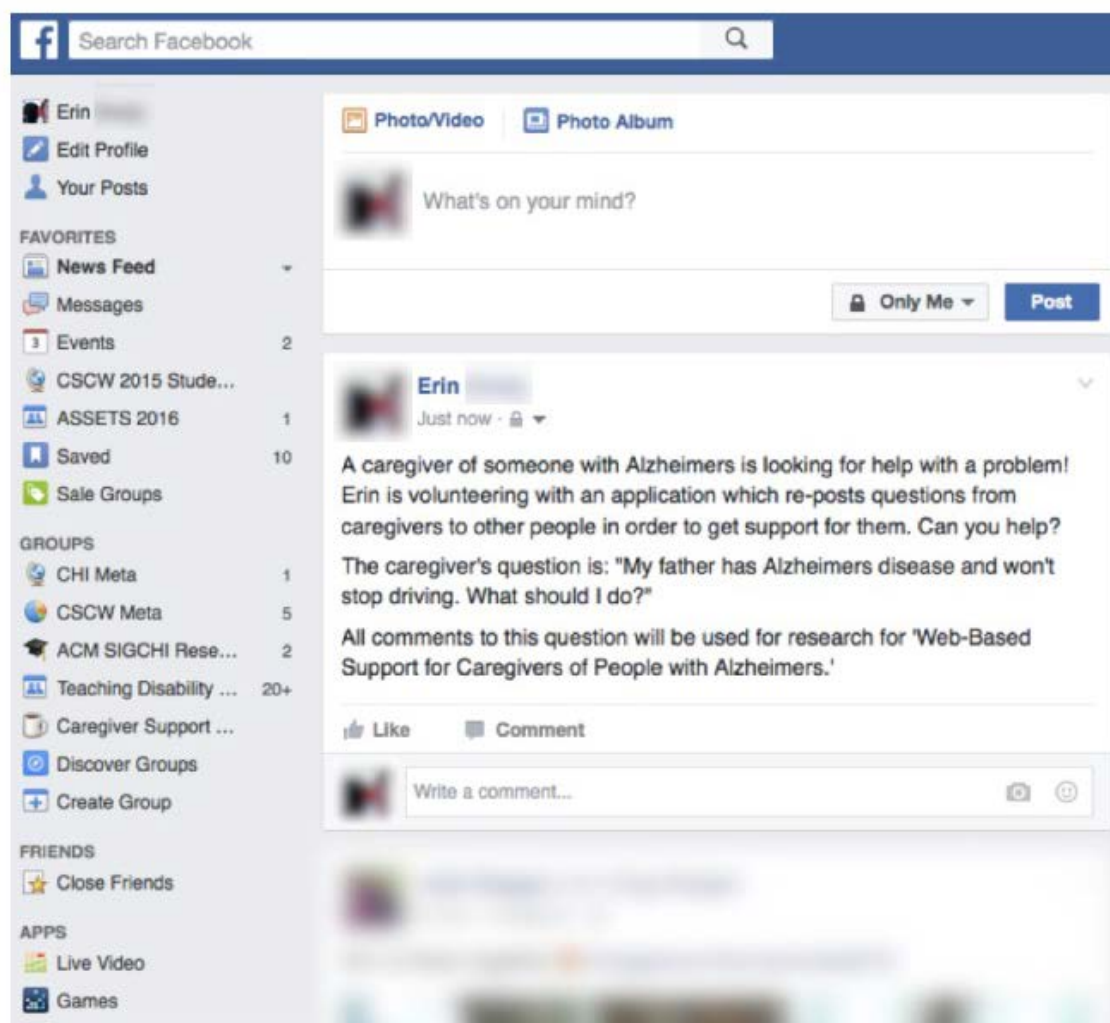 f Search Facebook
Erin
Edit Profile
Your Posts
FAVORITES
News Feed
Messages
3 Events 2
CSCW 2015 Stude...
ASSETS 2016 1
Saved 10
Sale Groups
GROUPS
CHI Meta 1
CSCW Meta 5
ACM SIGCHI Rese... 2
Teaching Disability ... 20+
Caregiver Support ...
Discover Groups
Create Group
FRIENDS
Close Friends
APPS
Live Video
Games
Photo/Video Photo Album
What's on your mind?
Only Me Post
Erin
Just now ·
A caregiver of someone with Alzheimers is looking for help with a problem!
Erin is volunteering with an application which re-posts questions from
caregivers to other people in order to get support for them. Can you help?
The caregiver's question is: "My father has Alzheimers disease and won't
stop driving. What should I do?"
All comments to this question will be used for research for 'Web-Based
Support for Caregivers of People with Alzheimers.'
Like Comment
Write a comment...